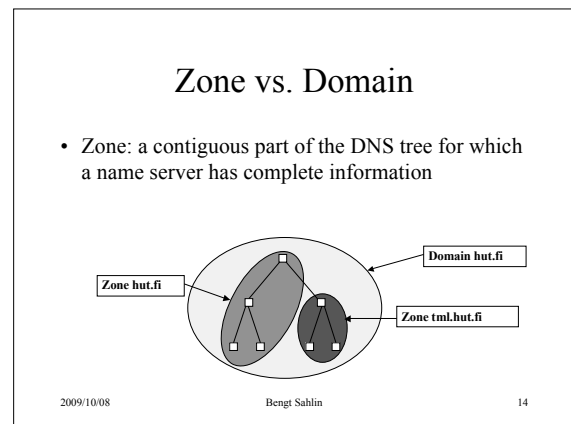 Zone vs. Domain
• Zone: a contiguous part of the DNS tree for which
a name server has complete information
Domain hut.fi
Zone hut.fi
Zone tml.hut.fi
2009/10/08
Bengt Sahlin
14